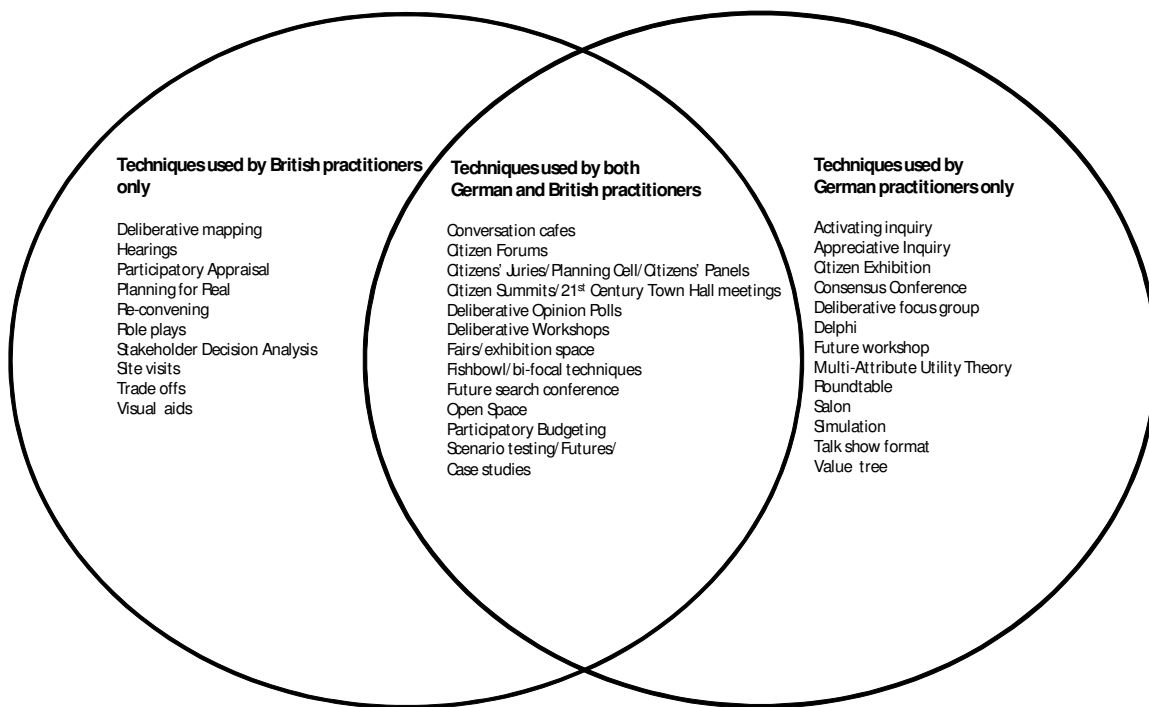 Techniques used by British practitioners
only
Deliberative mapping
Hearings
Participatory Appraisal
Planning for Real
Re-convening
Role plays
Stakeholder Decision Analysis
Site visits
Trade offs
Visual aids
Techniques used by both
German and British practitioners
Conversation cafes
Citizen Forums
Citizens' Juries/Planning Cell/Citizens' Panels
Citizen Summits/21st Century Town Hall meetings
Deliberative Opinion Polls
Deliberative Workshops
Fairs/exhibition space
Fishbowl/bi-focal techniques
Future search conference
Open Space
Participatory Budgeting
Scenario testing/Futures/
Case studies
Techniques used by
German practitioners only
Activating inquiry
Appreciative Inquiry
Citizen Exhibition
Consensus Conference
Deliberative focus group
Delphi
Future workshop
Multi-Attribute Utility Theory
Roundtable
Salon
Simulation
Talk show format
Value tree